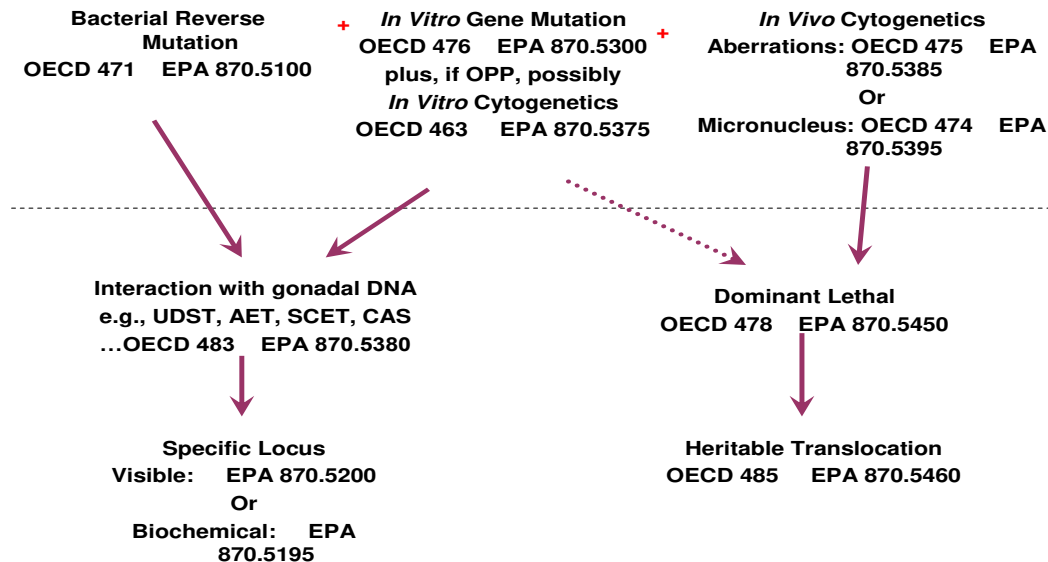 Bacterial Reverse
Mutation
OECD 471 EPA 870.5100
+
In Vitro Gene Mutation
OECD 476 EPA 870.5300
plus, if OPP, possibly
In Vitro Cytogenetics
OECD 463 EPA 870.5375
+
In Vivo Cytogenetics
Aberrations: OECD 475 EPA
870.5385
Or
Micronucleus: OECD 474 EPA
870.5395
Interaction with gonadal DNA
e.g., UDST, AET, SCET, CAS
...OECD 483 EPA 870.5380
Dominant Lethal
OECD 478 EPA 870.5450
Specific Locus
Visible: EPA 870.5200
Or
Biochemical: EPA
870.5195
Heritable Translocation
OECD 485 EPA 870.5460